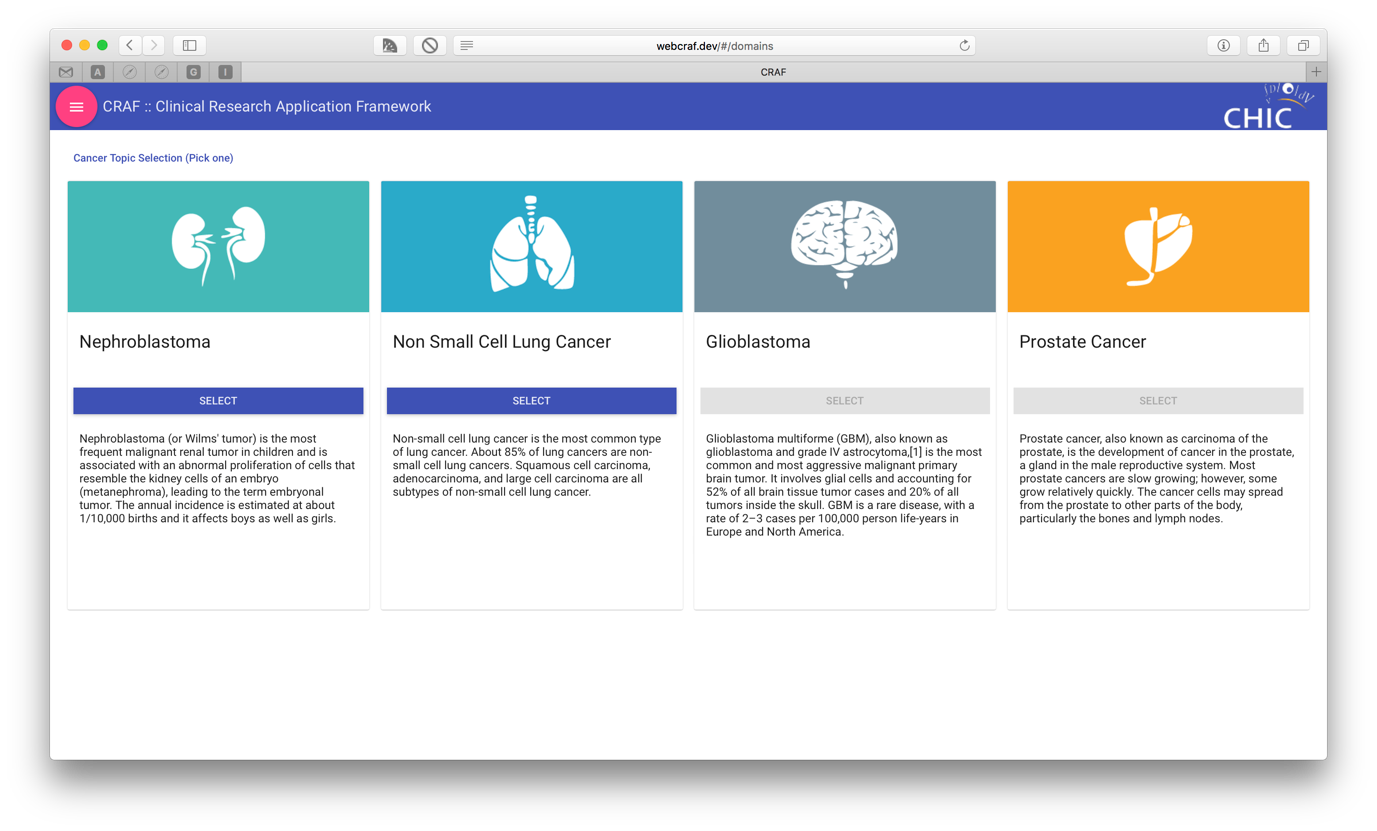 webcraf.dev/#/domains
A
G
I
CRAF
CRAF :: Clinical Research Application Framework
CHIC
Cancer Topic Selection (Pick one)
Nephroblastoma
SELECT
Nephroblastoma (or Wilms' tumor) is the most
frequent malignant renal tumor in children and is
associated with an abnormal proliferation of cells that
resemble the kidney cells of an embryo
(metanephroma), leading to the term embryonal
tumor. The annual incidence is estimated at about
1/10,000 births and it affects boys as well as girls.
Non Small Cell Lung Cancer
SELECT
Non-small cell lung cancer is the most common type
of lung cancer. About 85% of lung cancers are non-
small cell lung cancers. Squamous cell carcinoma,
adenocarcinoma, and large cell carcinoma are all
subtypes of non-small cell lung cancer.
Glioblastoma
SELECT
Glioblastoma multiforme (GBM), also known as
glioblastoma and grade IV astrocytoma,[1] is the most
common and most aggressive malignant primary
brain tumor. It involves glial cells and accounting for
52% of all brain tissue tumor cases and 20% of all
tumors inside the skull. GBM is a rare disease, with a
rate of 2–3 cases per 100,000 person life-years in
Europe and North America.
Prostate Cancer
SELECT
Prostate cancer, also known as carcinoma of the
prostate, is the development of cancer in the prostate,
a gland in the male reproductive system. Most
prostate cancers are slow growing; however, some
grow relatively quickly. The cancer cells may spread
from the prostate to other parts of the body,
particularly the bones and lymph nodes.